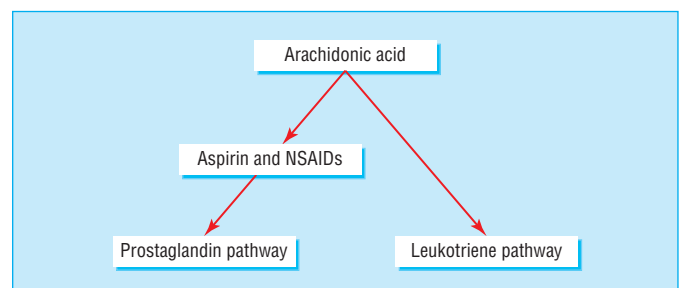 Arachidonic acid
Aspirin and NSAIDs
Prostaglandin pathway
Leukotriene pathway